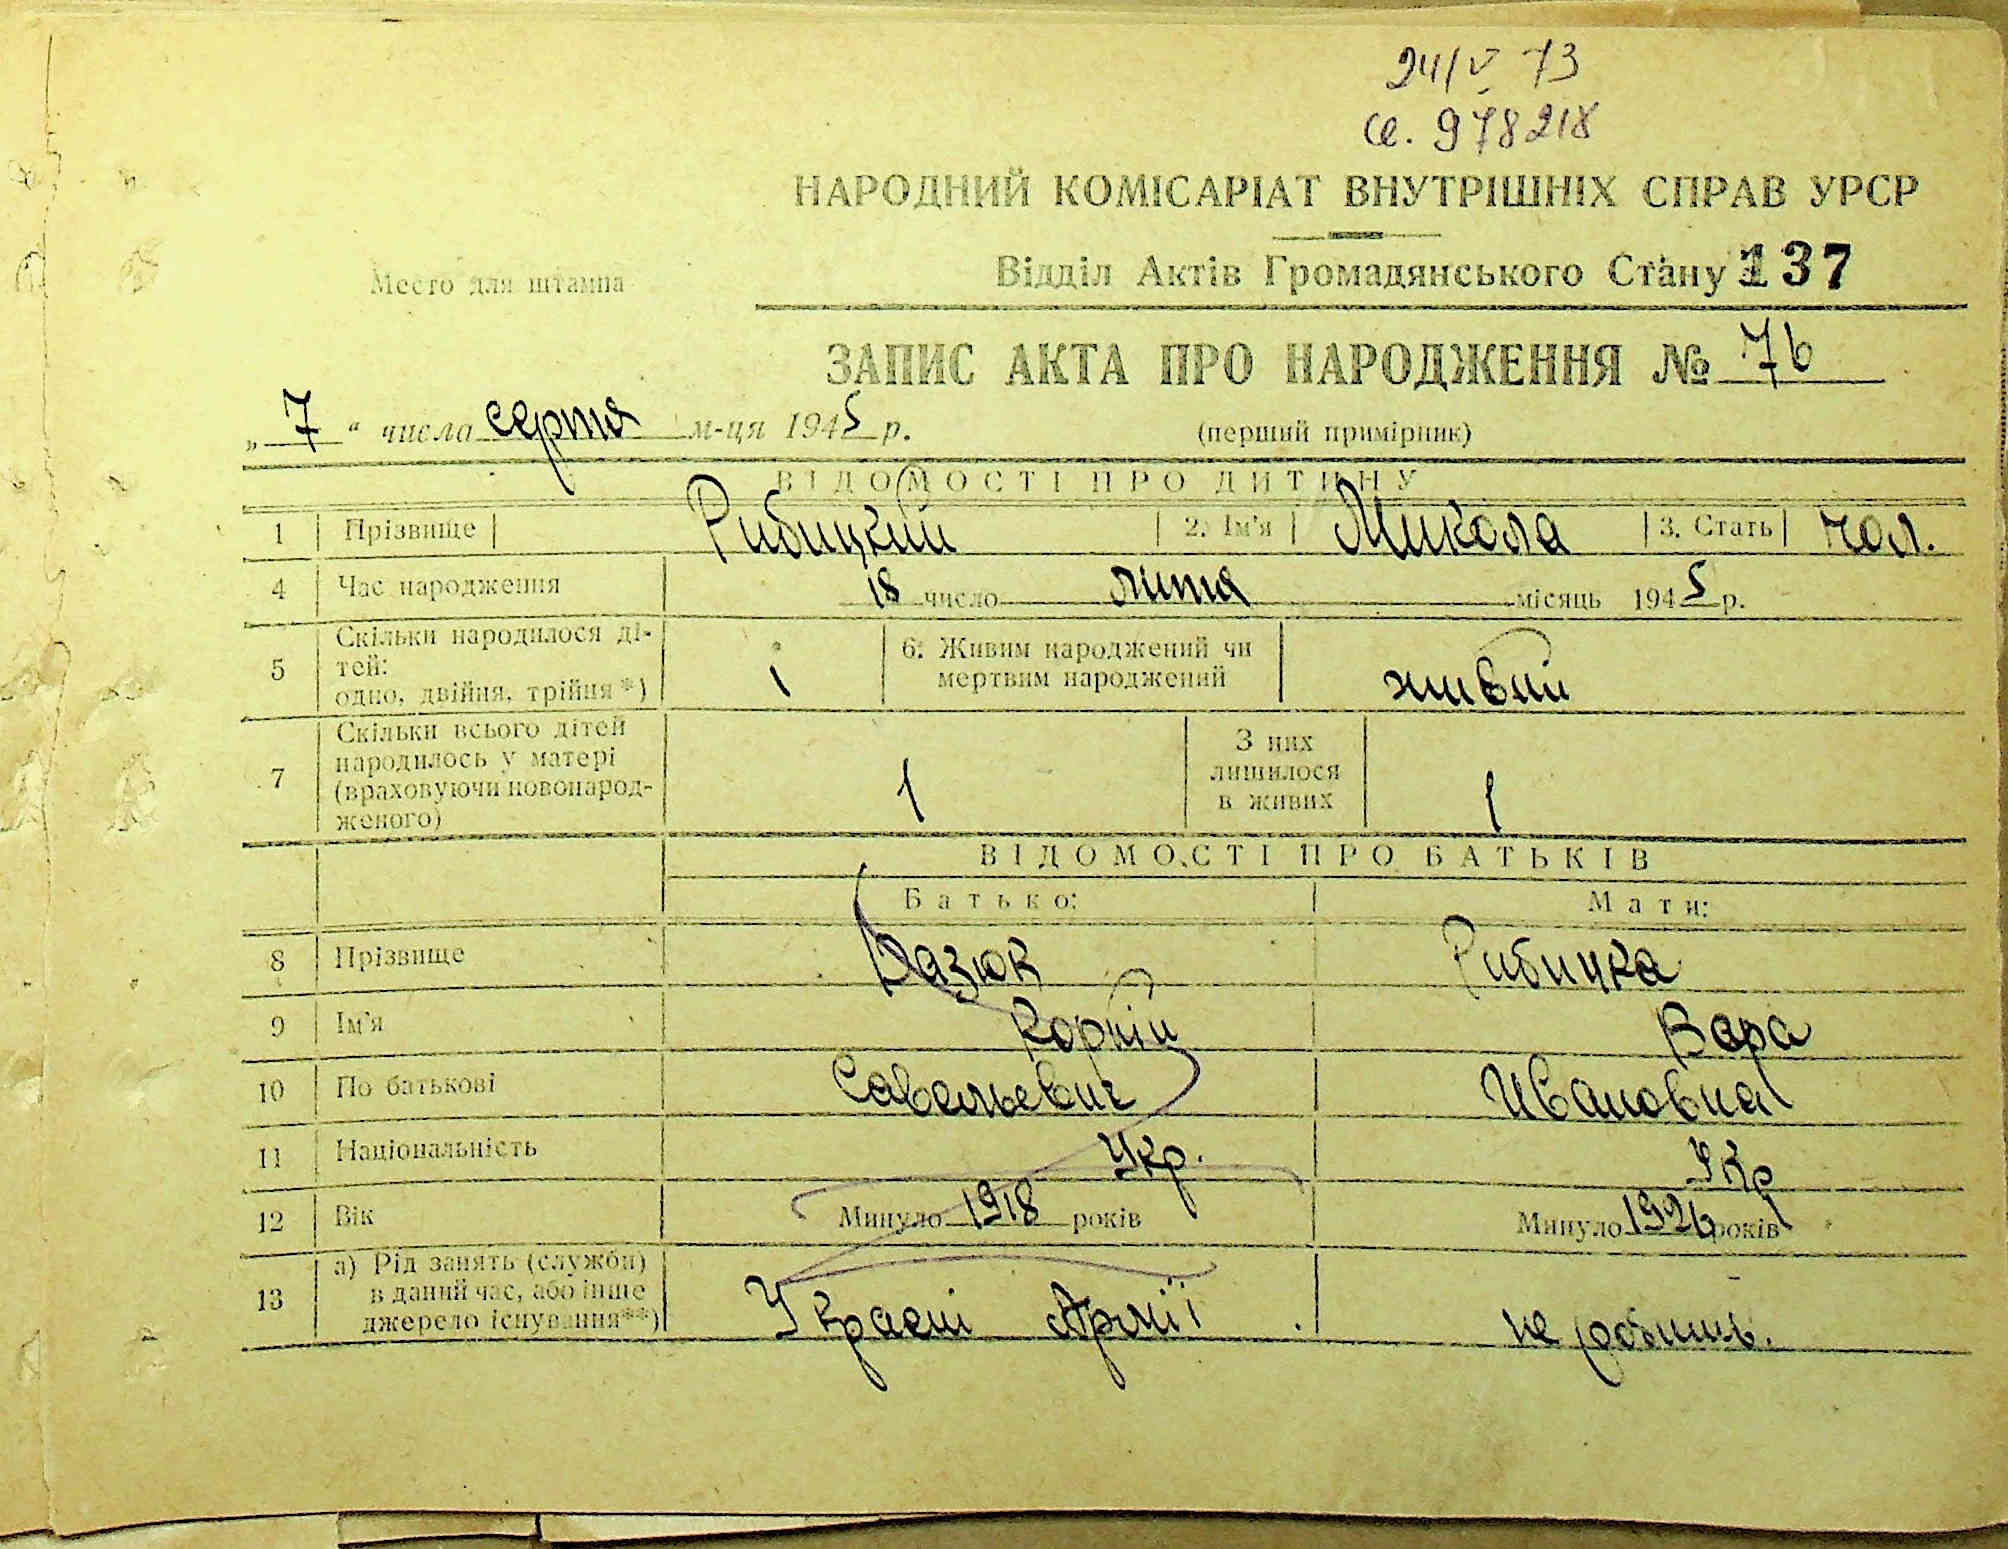 24/V 73
се. 978218
НАРОДНИЙ КОМІСАРІАТ ВНУТРІШНІХ СПРАВ УРСР
Место для штампа
Відділ Актів Громадянського Стану 137
ЗАПИС АКТА ПРО НАРОДЖЕННЯ № 76
„ 7 “ числа серпня м-ця 1945 р.
(перший примірник)
ВІДОМОСТІ ПРО ДИТИНУ
1 Прізвище Рибицкий 2. Ім'я Микола 3. Стать чол.
4 Час народження 18 число липня місяць 1945 р.
5 Скільки народилося ді-
тей:
одно, двійня, трійня*) 1
6. Живим народжений чи
мертвим народжений живий
7 Скільки всього дітей
народилось у матері
(враховуючи новонарод-
женого) 1
З них
лишилося
в живих 1
ВІДОМОСТІ ПРО БАТЬКІВ
Батько: Мати:
8 Прізвище Вазюк Рибицка
9 Ім'я Корній Вера
10 По батькові Савельевич Ивановна
11 Національність Укр. Укр
12 Вік Минуло 1918 років Минуло 1926 років
13 а) Рід занять (служби)
в даний час, або інше
джерело існування**) У Армії не робить.